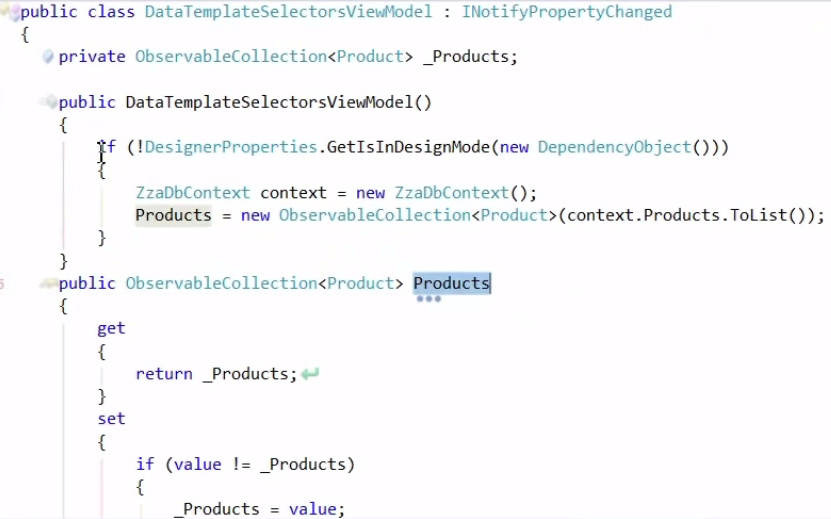 public class DataTemplateSelectorsViewModel : INotifyPropertyChanged
{
private ObservableCollection<Product> _Products;
public DataTemplateSelectorsViewModel()
{
if (!DesignerProperties.GetIsInDesignMode(new DependencyObject()))
{
ZzaDbContext context = new ZzaDbContext();
Products = new ObservableCollection<Product>(context.Products.ToList());
}
}
public ObservableCollection<Product> Products
{
get
{
return _Products;
}
set
{
if (value != _Products)
{
_Products = value;